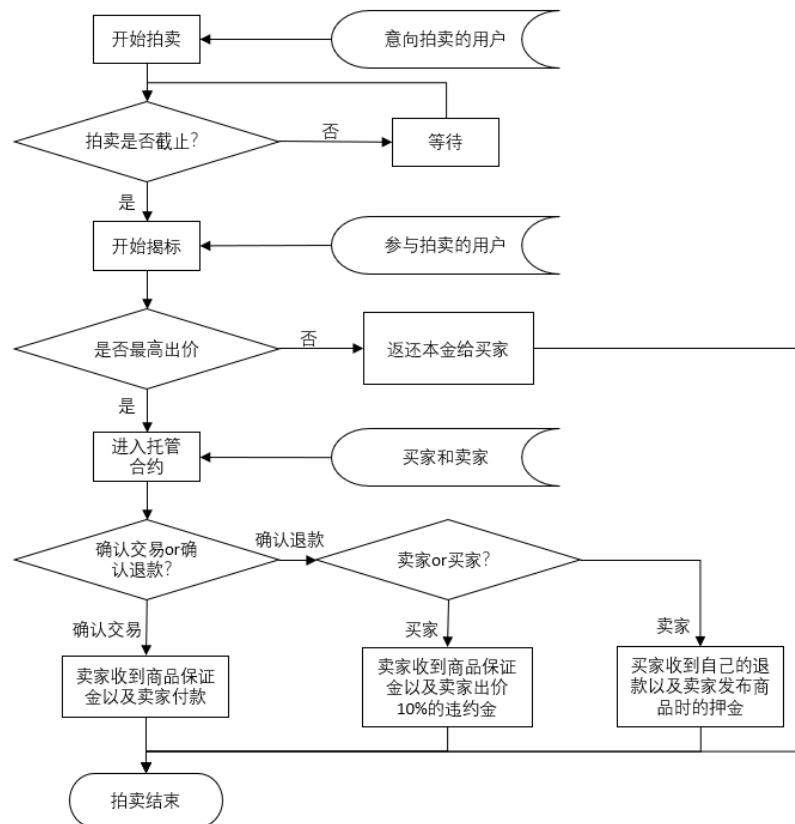 开始拍卖
意向拍卖的用户
拍卖是否截止?
否
等待
是
开始揭标
参与拍卖的用户
是否最高出价
否
返还本金给买家
是
进入托管
合约
买家和卖家
确认交易or确
认退款?
确认退款
卖家or买家?
确认交易
买家
卖家
卖家收到商品保证
金以及卖家付款
卖家收到商品保证
金以及卖家出价
10%的违约金
买家收到自己的退
款以及卖家发布商
品时的押金
拍卖结束